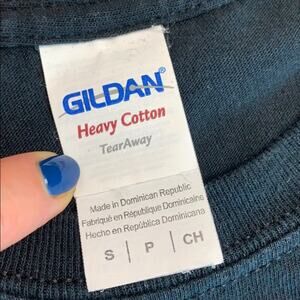 GILDAN®
Heavy Cotton
TearAway
Made in Dominican Republic
Fabriqué en République Dominicaine
Hecho en República Dominicana
S | P | CH